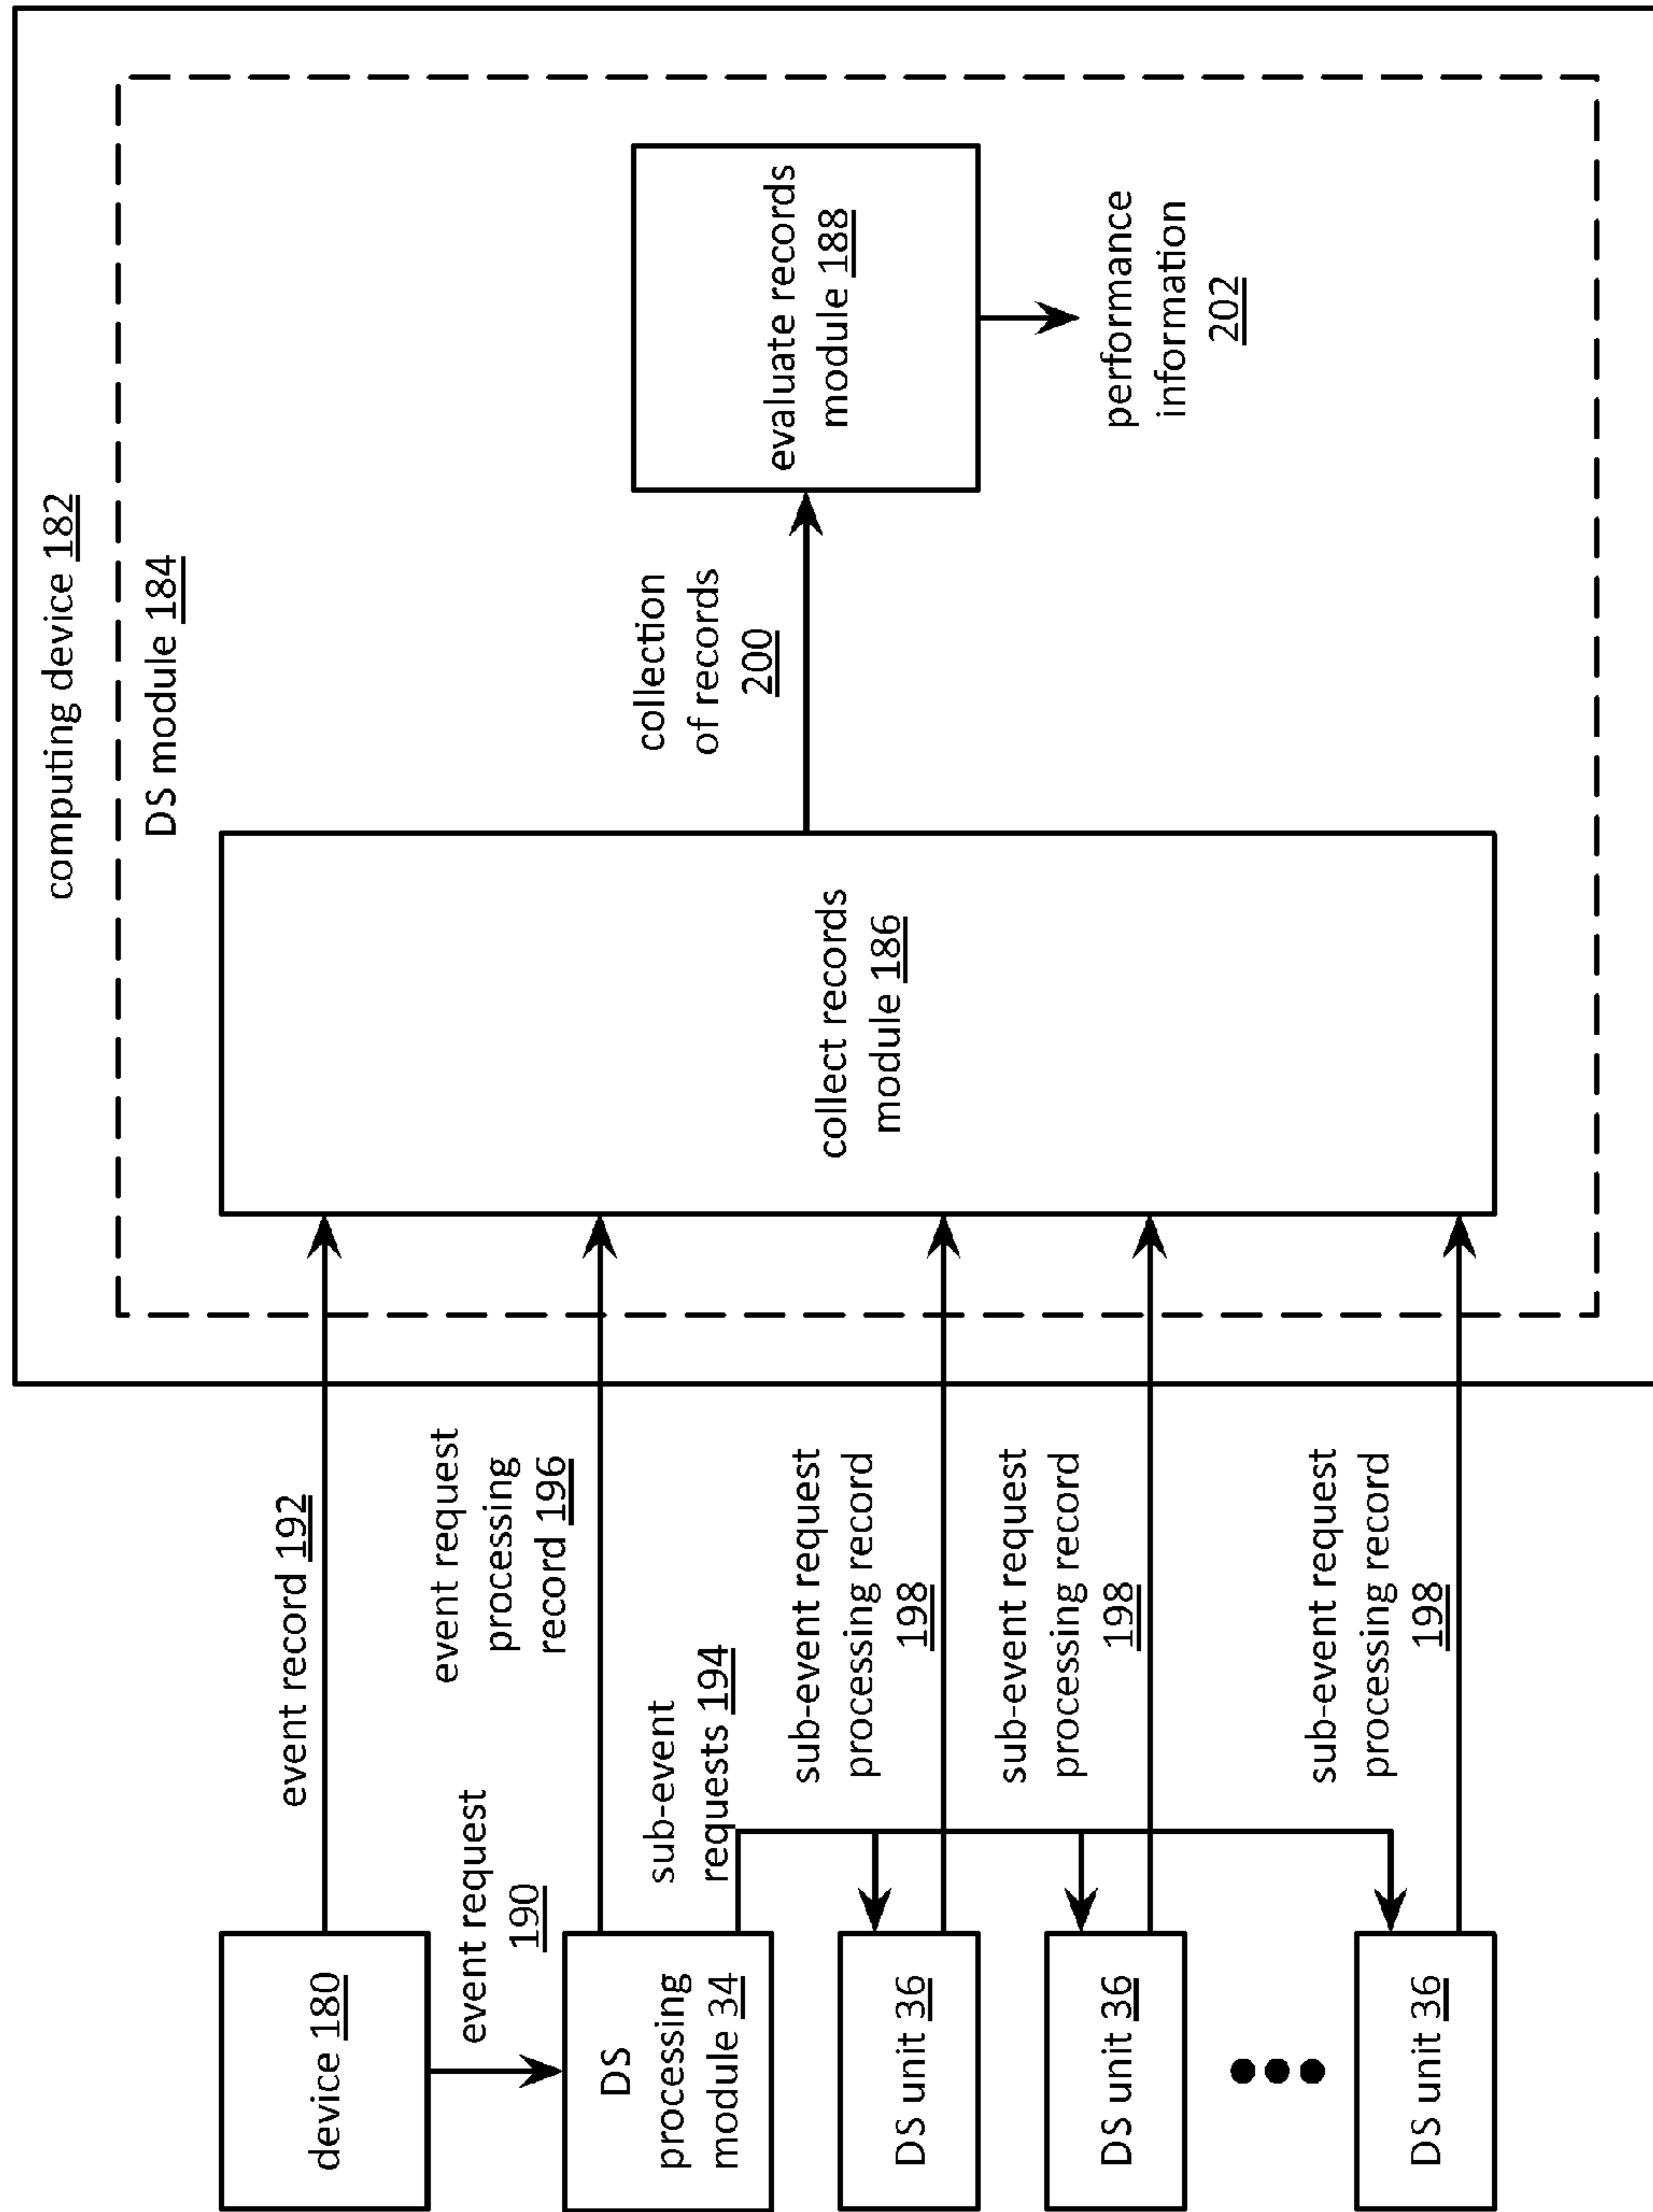 computing device 182
DS module 184
device 180
event record 192
event request
190
DS
processing
module 34
event request
processing
record 196
sub-event
requests 194
DS unit 36
sub-event request
processing record
198
DS unit 36
sub-event request
processing record
198
DS unit 36
sub-event request
processing record
198
collect records
module 186
collection
of records
200
evaluate records
module 188
performance
information
202